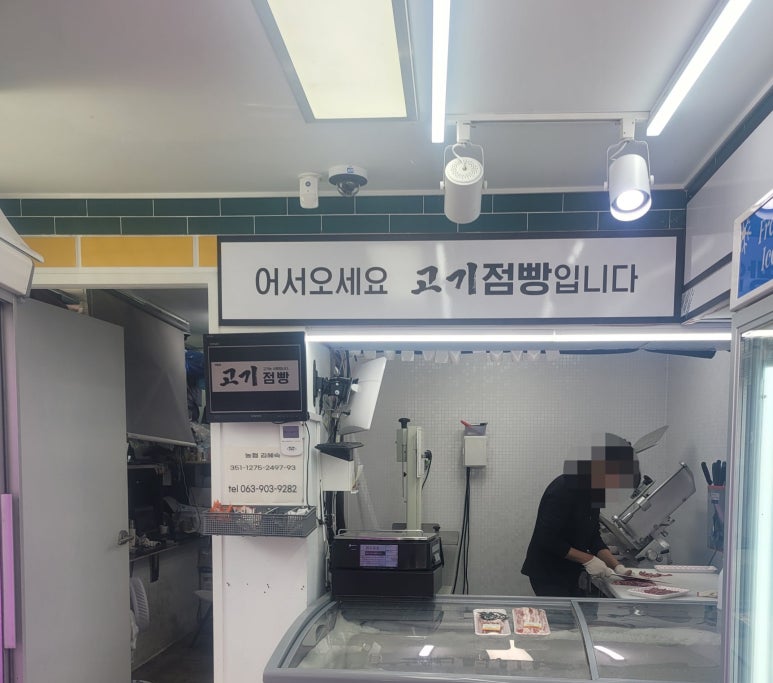 어서오세요 고기점빵입니다
고기점빵
농협 김혜숙
351-1275-2497-93
tel 063-903-9282